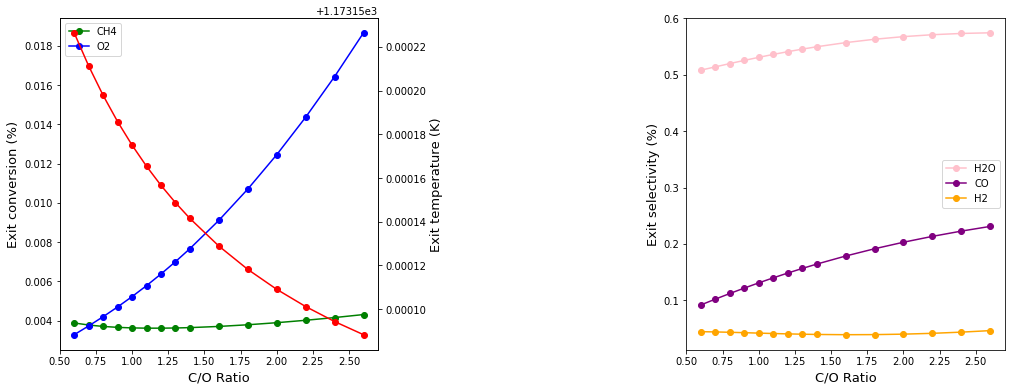 +1.17315e3
CH4
O2
0.018
0.016
0.014
0.012
0.010
0.008
0.006
0.004
Exit conversion (%)
0.00022
0.00020
0.00018
0.00016
0.00014
0.00012
0.00010
Exit temperature (K)
0.50 0.75 1.00 1.25 1.50 1.75 2.00 2.25 2.50
C/O Ratio
0.6
0.5
0.4
0.3
0.2
0.1
Exit selectivity (%)
H2O
CO
H2
0.50 0.75 1.00 1.25 1.50 1.75 2.00 2.25 2.50
C/O Ratio